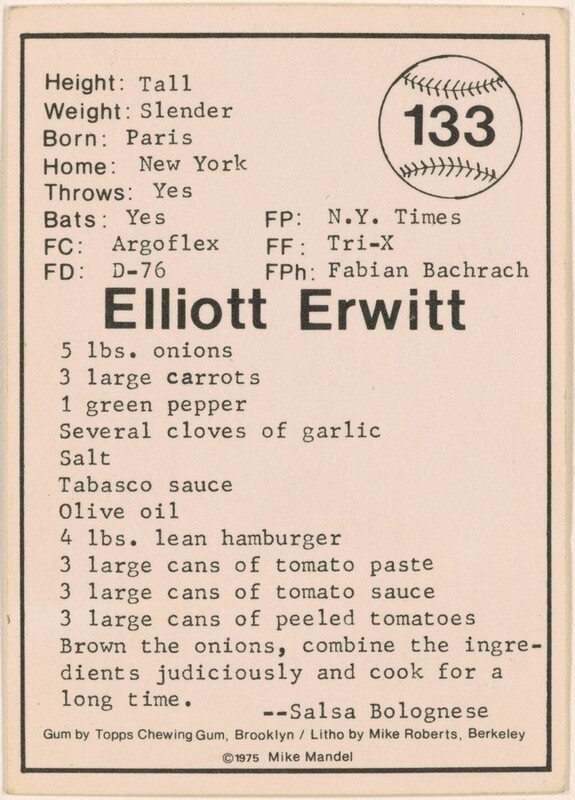 Height: Tall
133
Weight: Slender
Born: Paris
Home: New York
Throws: Yes
Bats: Yes FP: N.Y. Times
FC: Argoflex FF: Tri-X
FD: D-76 FPh: Fabian Bachrach
Elliott Erwitt
5 lbs. onions
3 large carrots
1 green pepper
Several cloves of garlic
Salt
Tabasco sauce
Olive oil
4 lbs. lean hamburger
3 large cans of tomato paste
3 large cans of tomato sauce
3 large cans of peeled tomatoes
Brown the onions, combine the ingre-
dients judiciously and cook for a
long time.
--Salsa Bolognese
Gum by Topps Chewing Gum, Brooklyn / Litho by Mike Roberts, Berkeley
©1975 Mike Mandel